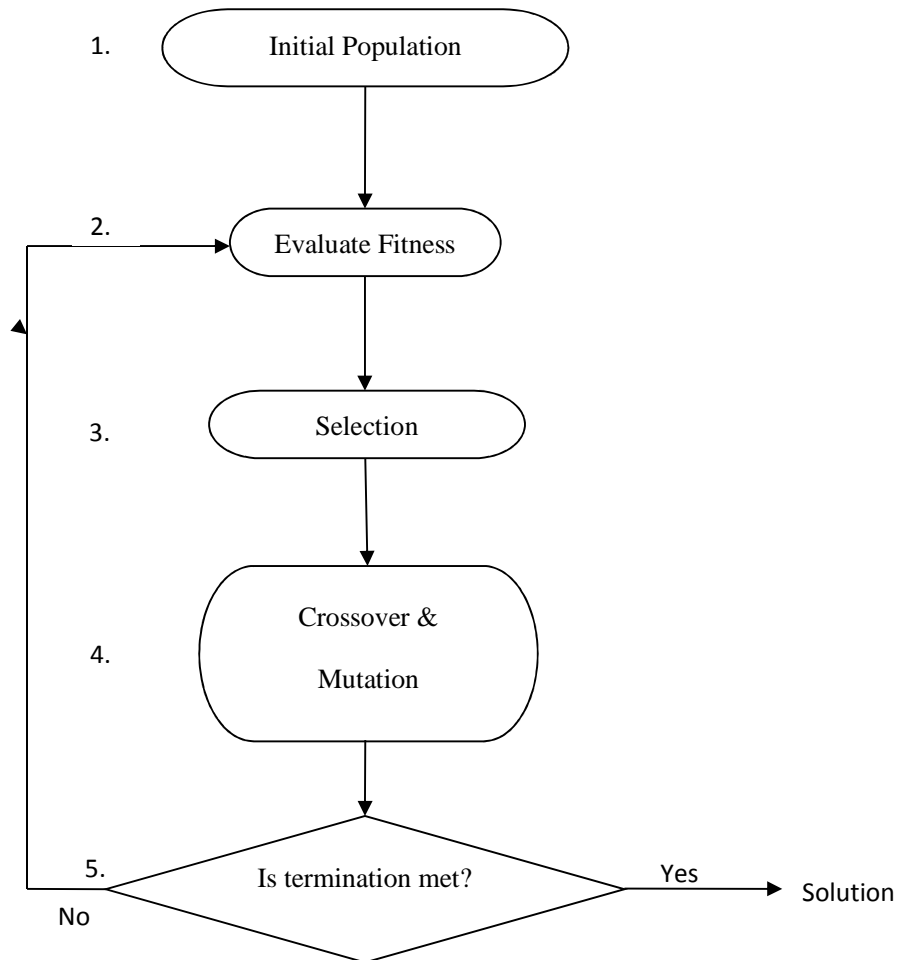 1.
Initial Population
2.
Evaluate Fitness
3.
Selection
Crossover &
4.
Mutation
5.
Is termination met?
Yes
Solution
No